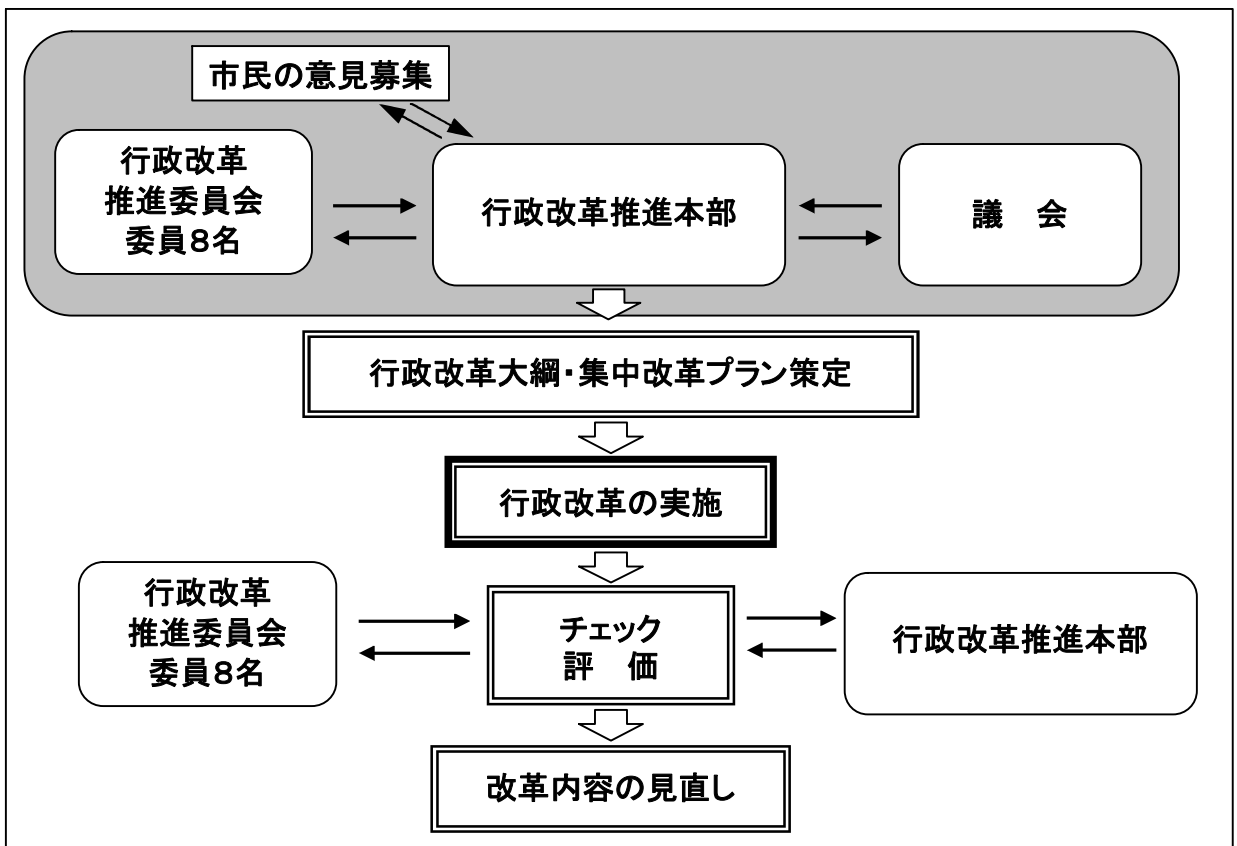 市民の意見募集
行政改革
推進委員会
委員８名
行政改革推進本部
議　会
行政改革大綱・集中改革プラン策定
行政改革の実施
行政改革
推進委員会
委員８名
チェック
評　価
行政改革推進本部
改革内容の見直し